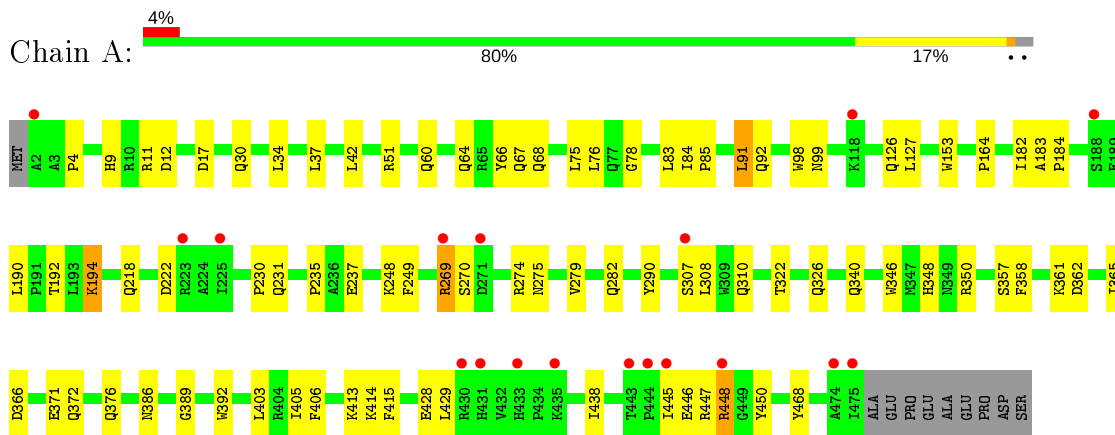 4%
Chain A:
80%
17%
••
MET A2 A3 P4 H9 R10 R11 D12 D17 Q30 L34 L37 L42 R51 Q60 Q64 R65 Y66 Q67 Q68 L75 L76 Q77 G78 L83 I84 P85 L91 Q92 W98 N99 K118 Q126 L127 W153 P164 I182 A183 P184 S188 E189
L190 P191 T192 L193 K194 Q218 D222 R223 A224 I225 P230 Q231 P235 A236 E237 K248 F249 R269 S270 D271 R274 N275 V279 Q282 Y290 S307 L308 W309 Q310 T322 Q326 Q340 W346 M347 H348 N349 R350 S357 F358 K361 D362 I365
D366 E371 Q372 Q376 N386 G389 W392 L403 R404 I405 F406 K413 K414 F415 E428 L429 R430 H431 V432 H433 P434 K435 I438 T443 P444 I445 E446 R447 R448 G449 Y450 Y468 A474 I475 ALA GLU PRO GLU ALA GLU PRO ASP SER